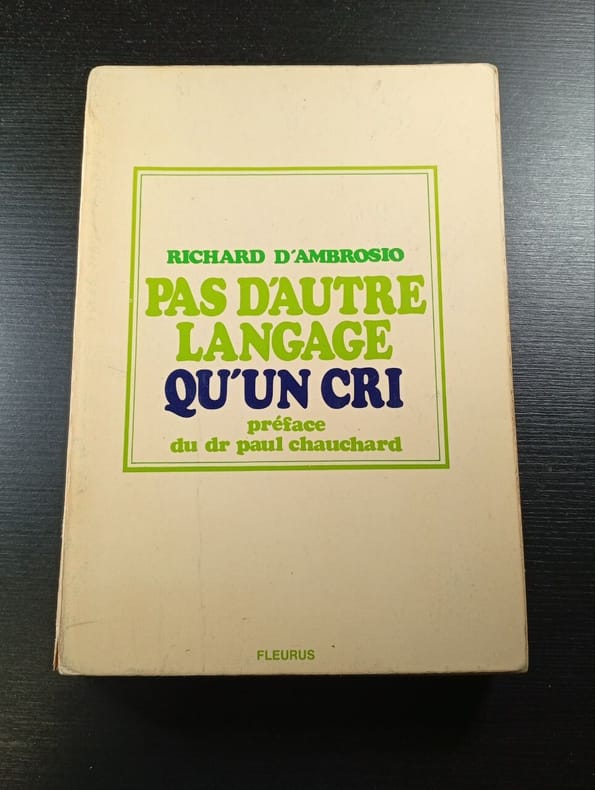 RICHARD D'AMBROSIO
PAS D'AUTRE
LANGAGE
QU'UN CRI
préface
du dr paul chauchard
FLEURUS